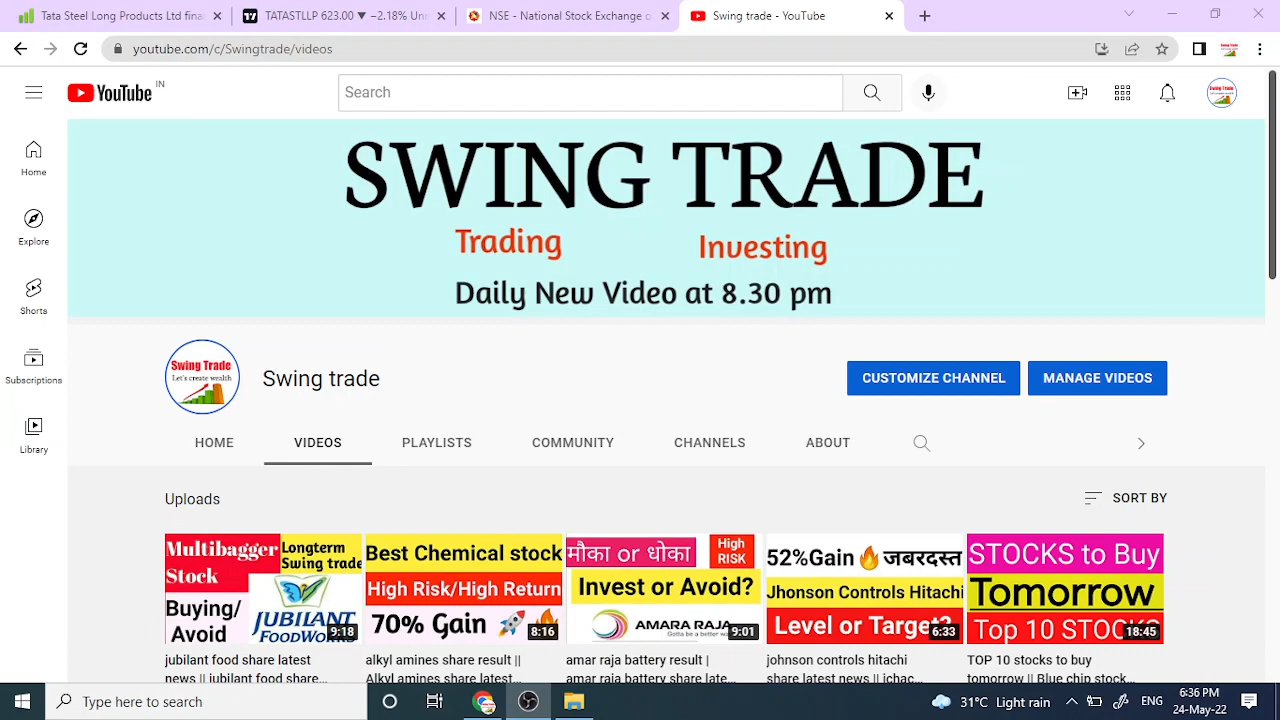 Tata Steel Ltd fundamentals and t
TATASTLLP 623.00 ▼ −2.18% N
NSE - National Stock Exchange o
Swing trade - YouTube
youtube.com/c/Swingtrade/videos
YouTube IN
Search
Home
Explore
Shorts
Subscriptions
Library
SWING TRADE
Trading Investing
Daily New Video at 8.30 pm
Swing Trade
Let's create wealth
Swing trade
CUSTOMIZE CHANNEL
MANAGE VIDEOS
HOME VIDEOS PLAYLISTS COMMUNITY CHANNELS ABOUT
Uploads
SORT BY
Multibagger
Stock
Longterm
Swing trade
Buying/
Avoid
JUBILANT
FOODWORKS
9:18
jubilant food share latest
news || jubilant food share
Best Chemical stock
High Risk/High Return
70% Gain 🚀🔥
8:16
alkyl amines share result ||
Alkyl amines share latest
मौका or धोका
High
RISK
Invest or Avoid?
AMARA RAJA
Gotta be a better way
9:01
amar raja battery result |
amar raja battery share late...
52%Gain🔥जबरदस्त
Jhonson Controls Hitachi
Level or Target?
6:33
johnson controls hitachi
share latest news || jchac...
STOCKS to Buy
Tomorrow
Top 10 STOCKS
18:45
TOP 10 stocks to buy
tomorrow || Blue chip stock...
Type here to search
31°C Light rain
ENG
6:36 PM
24-May-22